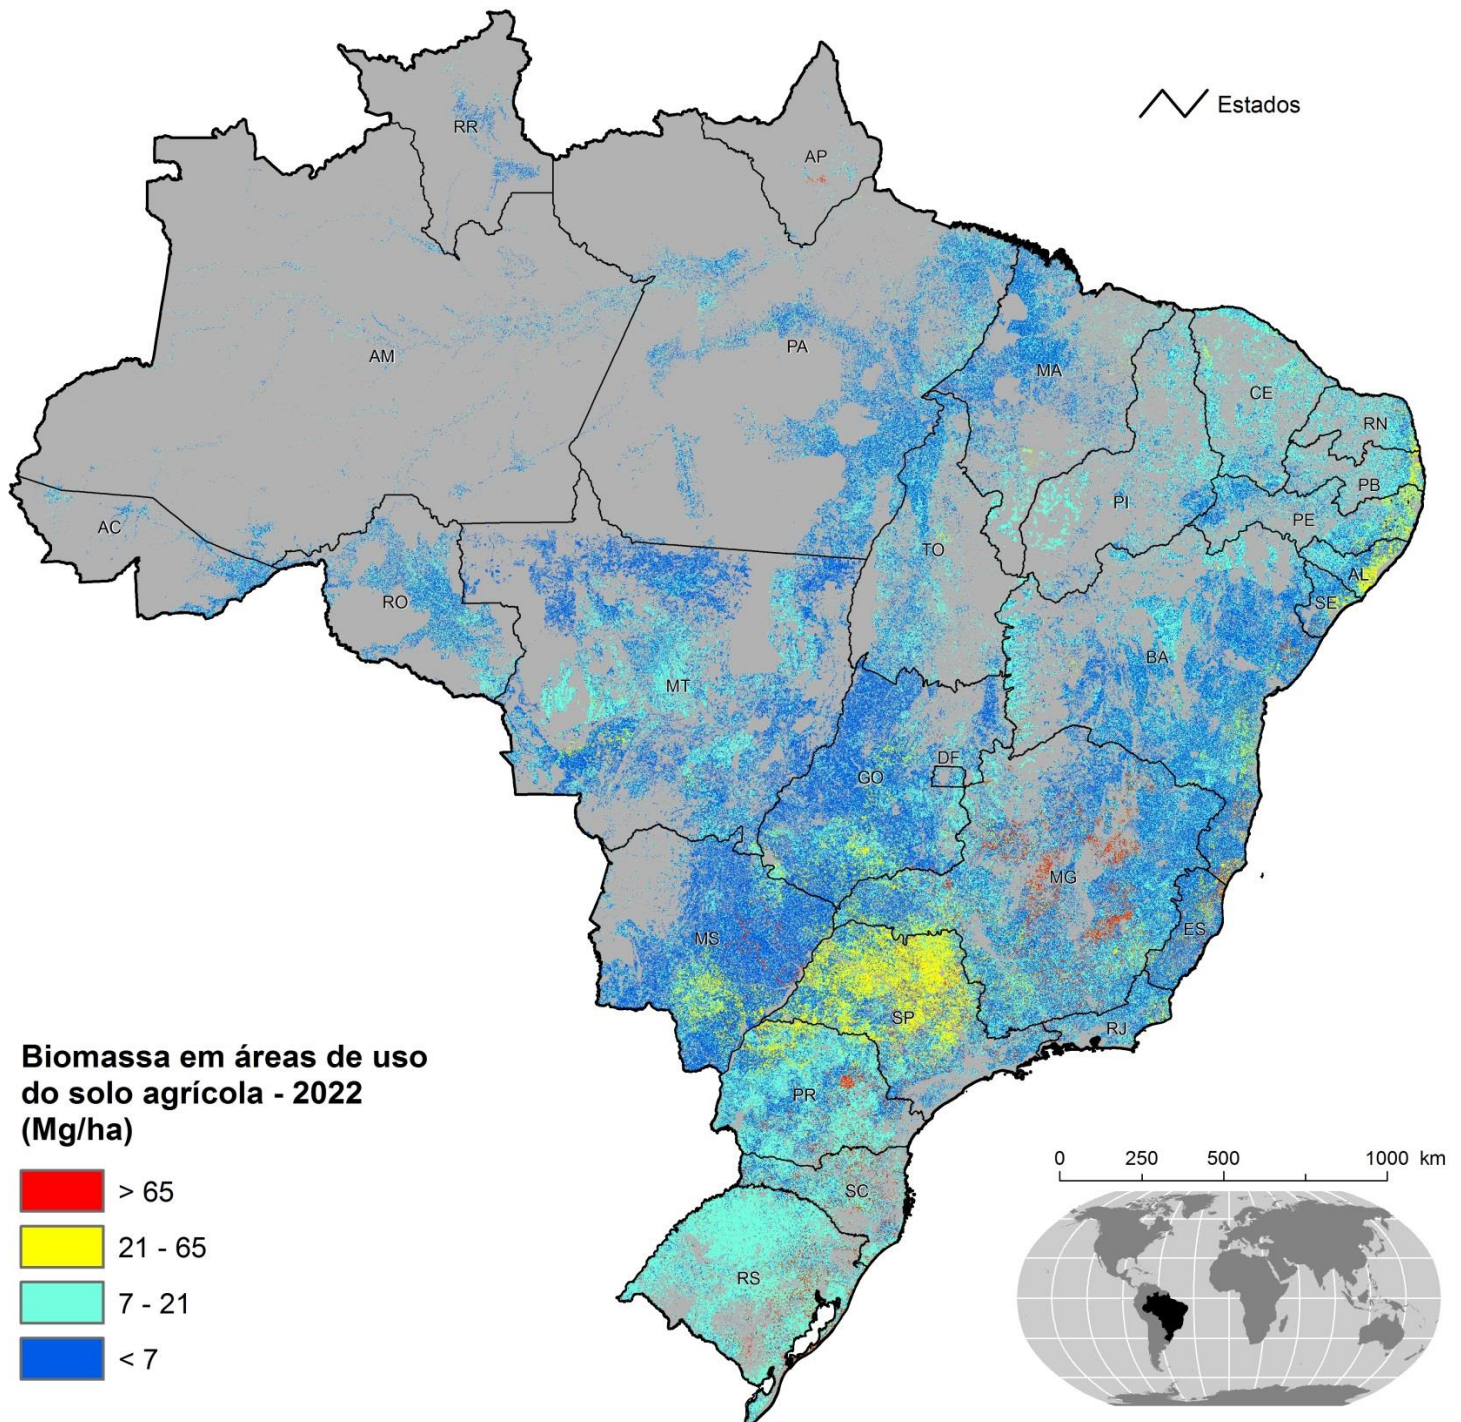 Estados
RR
AP
AM
PA
MA
CE
RN
PB
PE
PI
AC
TO
AL
SE
RO
BA
MT
DF
GO
MG
MS
ES
SP
RJ
PR
SC
RS
Biomassa em áreas de uso
do solo agrícola - 2022
(Mg/ha)
> 65
21 - 65
7 - 21
< 7
0 250 500 1000 km